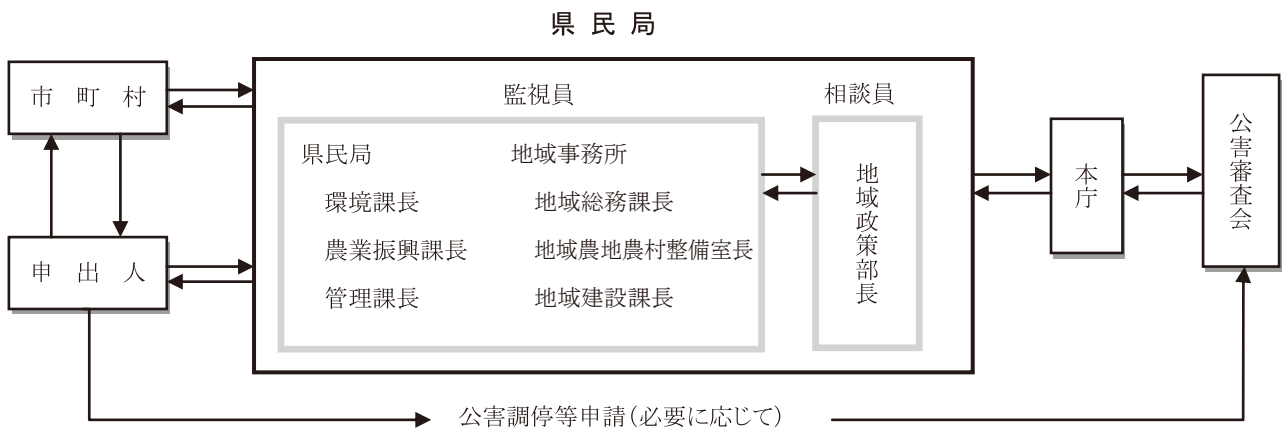 県民局
市町村
申出人
監視員
県民局
環境課長
農業振興課長
管理課長
地域事務所
地域総務課長
地域農地農村整備室長
地域建設課長
相談員
地域政策部長
本庁
公害審査会
公害調停等申請（必要に応じて）